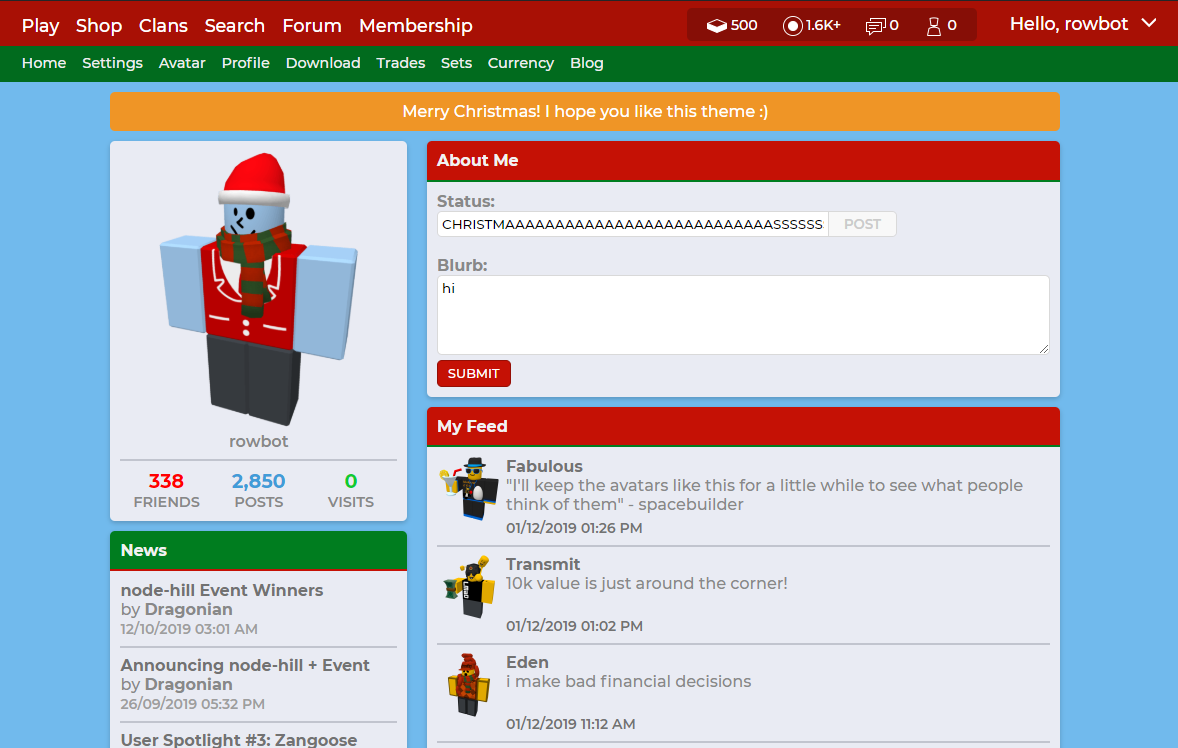 Play Shop Clans Search Forum Membership 500 1.6K+ 0 0 Hello, rowbot
Home Settings Avatar Profile Download Trades Sets Currency Blog
Merry Christmas! I hope you like this theme :)
rowbot
338 2,850 0
FRIENDS POSTS VISITS
News
node-hill Event Winners
by Dragonian
12/10/2019 03:01 AM
Announcing node-hill + Event
by Dragonian
26/09/2019 05:32 PM
User Spotlight #3: Zangoose
About Me
Status:
CHRISTMAAAAAAAAAAAAAAAAAAAAAAAAAAASSSSSS POST
Blurb:
hi
SUBMIT
My Feed
Fabulous
"I'll keep the avatars like this for a little while to see what people
think of them" - spacebuilder
01/12/2019 01:26 PM
Transmit
10k value is just around the corner!
01/12/2019 01:02 PM
Eden
i make bad financial decisions
01/12/2019 11:12 AM